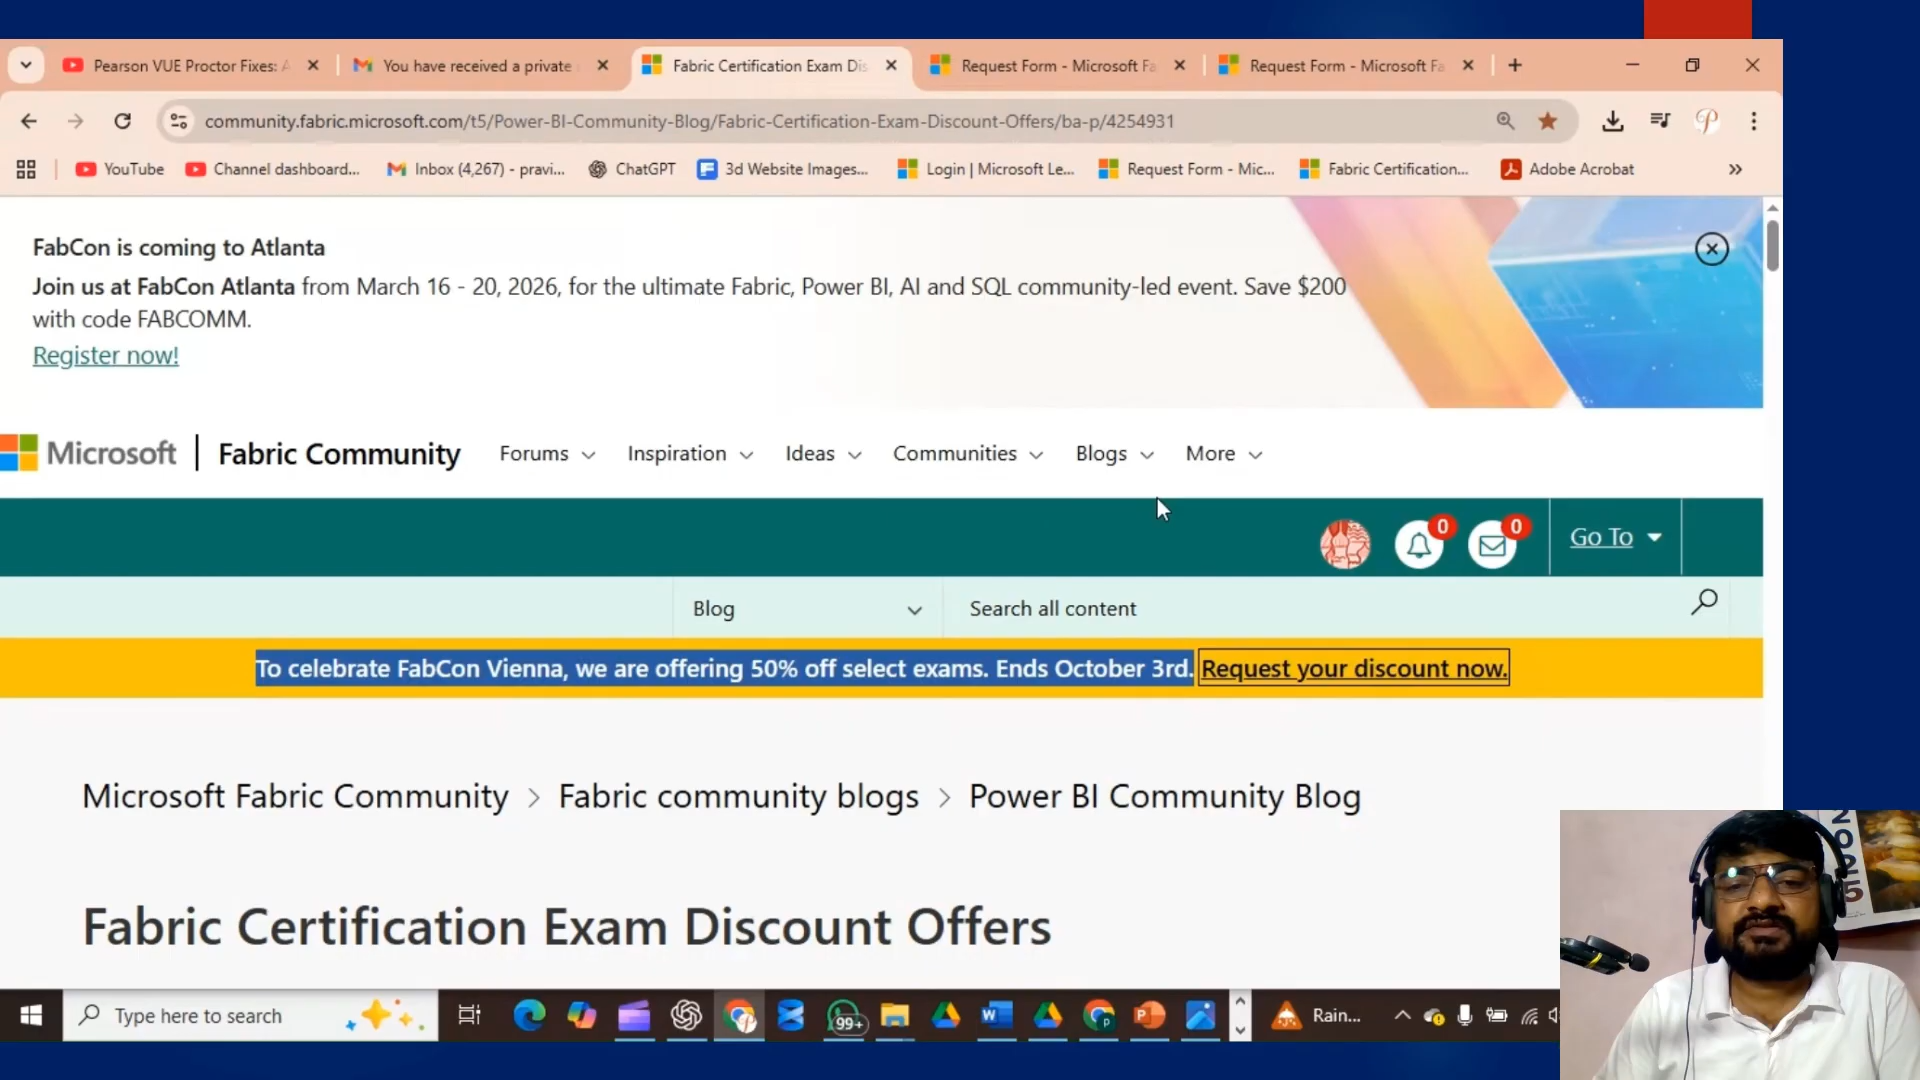 Pearson VUE Proctor Fixes:
You have received a private
Fabric Certification Exam Dis
Request Form - Microsoft Fa
Request Form - Microsoft Fa
community.fabric.microsoft.com/t5/Power-BI-Community-Blog/Fabric-Certification-Exam-Discount-Offers/ba-p/4254931
YouTube
Channel dashboard...
Inbox (4,267) - pravi...
ChatGPT
3d Website Images...
Login | Microsoft Le...
Request Form - Mic...
Fabric Certification...
Adobe Acrobat
FabCon is coming to Atlanta
Join us at FabCon Atlanta from March 16 - 20, 2026, for the ultimate Fabric, Power BI, AI and SQL community-led event. Save $200
with code FABCOMM.
Register now!
Microsoft | Fabric Community
Forums
Inspiration
Ideas
Communities
Blogs
More
0
0
Go To
Blog
Search all content
To celebrate FabCon Vienna, we are offering 50% off select exams. Ends October 3rd. Request your discount now.
Microsoft Fabric Community > Fabric community blogs > Power BI Community Blog
Fabric Certification Exam Discount Offers
2025
Type here to search
99+
Rain...